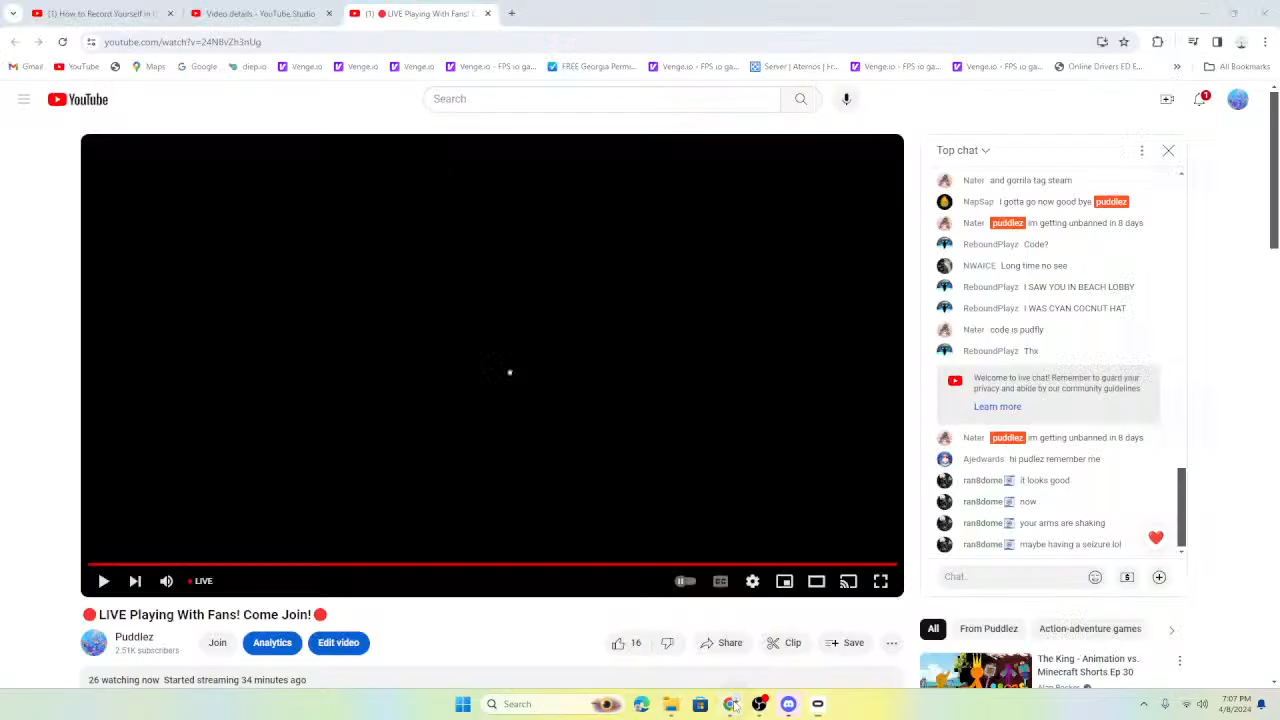 (1) How to Record Yourself in
Video details - YouTube Studio
(1) 🔴LIVE Playing With Fans!
youtube.com/watch?v=24NBvZh3nUg
Gmail
YouTube
Maps
Google
diep.io
Venge.io
Venge.io
Venge.io
Venge.io - FPS io ga...
FREE Georgia Permi...
Venge.io - FPS io ga...
Server | Aternos | Fr...
Venge.io - FPS io ga...
Venge.io - FPS io ga...
Online Drivers ED E...
»
All Bookmarks
YouTube
Search
1
Top chat
Nater and gorrila tag steam
NapSap I gotta go now good bye puddlez
Nater puddlez im getting unbanned in 8 days
ReboundPlayz Code?
NWAICE Long time no see
ReboundPlayz I SAW YOU IN BEACH LOBBY
ReboundPlayz I WAS CYAN COCNUT HAT
Nater code is pudfly
ReboundPlayz Thx
Welcome to live chat! Remember to guard your
privacy and abide by our community guidelines
Learn more
Nater puddlez im getting unbanned in 8 days
Ajedwards hi pudlez remember me
ran8dome it looks good
ran8dome now
ran8dome your arms are shaking
ran8dome maybe having a seizure lol
Chat..
LIVE
🔴LIVE Playing With Fans! Come Join!🔴
Puddlez
2.51K subscribers
Join
Analytics
Edit video
16
Share
Clip
Save
26 watching now Started streaming 34 minutes ago
All
From Puddlez
Action-adventure games
The King - Animation vs.
Minecraft Shorts Ep 30
Alan Becker
Search
7:07 PM
4/8/2024